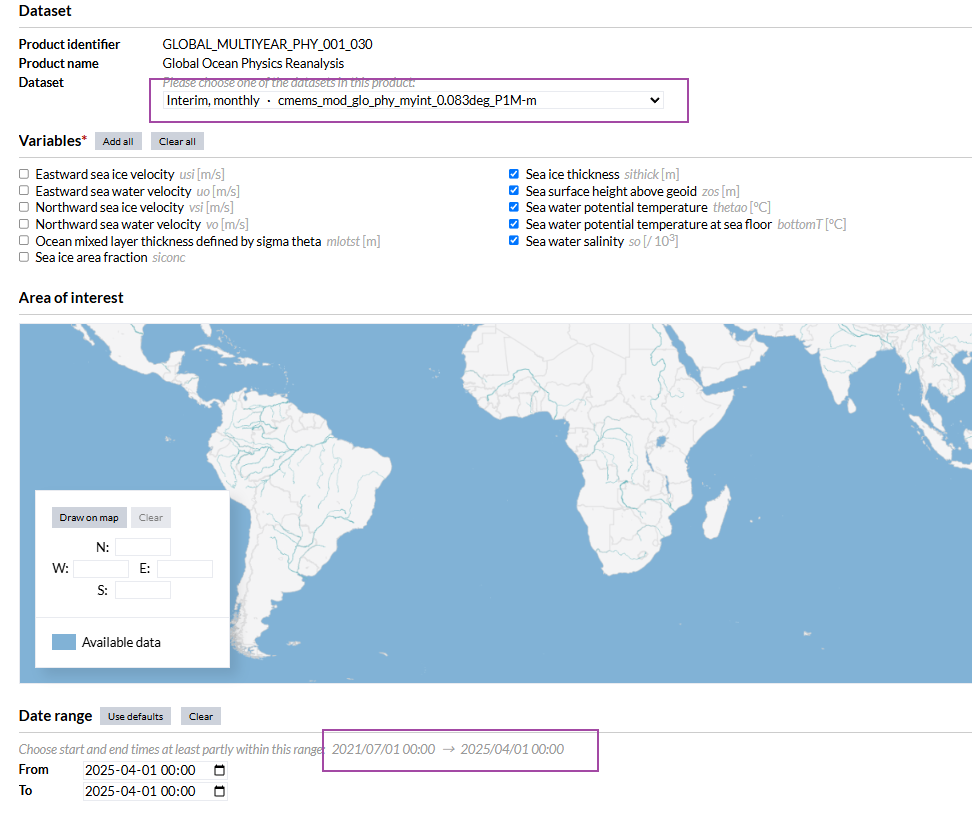 Dataset
Product identifier GLOBAL_MULTIYEAR_PHY_001_030
Product name Global Ocean Physics Reanalysis
Dataset Please choose one of the datasets in this product:
Interim, monthly · cmems_mod_glo_phy_myint_0.083deg_P1M-m
Variables* Add all Clear all
Eastward sea ice velocity usi [m/s]
Eastward sea water velocity uo [m/s]
Northward sea ice velocity vsi [m/s]
Northward sea water velocity vo [m/s]
Ocean mixed layer thickness defined by sigma theta mlotst [m]
Sea ice area fraction siconc
Sea ice thickness sithick [m]
Sea surface height above geoid zos [m]
Sea water potential temperature thetao [°C]
Sea water potential temperature at sea floor bottomT [°C]
Sea water salinity so [/ 10³]
Area of interest
Draw on map Clear
N:
W: E:
S:
Available data
Date range Use defaults Clear
Choose start and end times at least partly within this range: 2021/07/01 00:00 → 2025/04/01 00:00
From 2025-04-01 00:00
To 2025-04-01 00:00